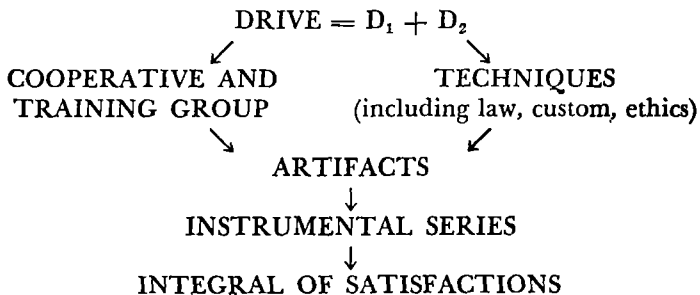 DRIVE = D₁ + D₂
COOPERATIVE AND TECHNIQUES
TRAINING GROUP (including law, custom, ethics)
ARTIFACTS
INSTRUMENTAL SERIES
INTEGRAL OF SATISFACTIONS